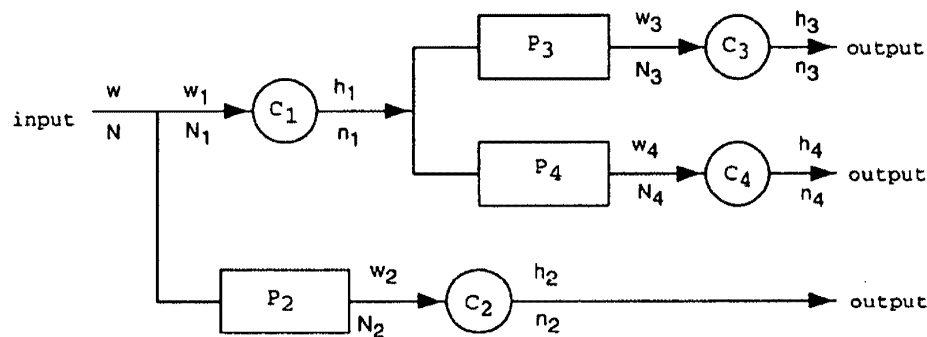 P3 w3 N3 C3 h3 n3 output
input w N w1 N1 C1 h1 n1
P4 w4 N4 C4 h4 n4 output
P2 w2 N2 C2 h2 n2 output